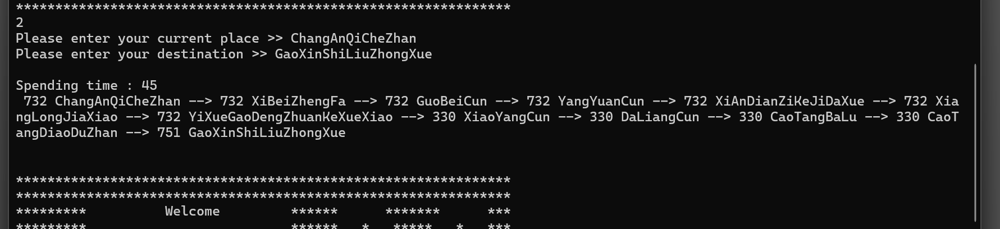 ***************************************************************
2
Please enter your current place >> ChangAnQiCheZhan
Please enter your destination >> GaoXinShiLiuZhongXue
Spending time : 45
732 ChangAnQiCheZhan --> 732 XiBeiZhengFa --> 732 GuoBeiCun --> 732 YangYuanCun --> 732 XiAnDianZiKeJiDaXue --> 732 Xia
ngLongJiaXiao --> 732 YiXueGaoDengZhuanKeXueXiao --> 330 XiaoYangCun --> 330 DaLiangCun --> 330 CaoTangBaLu --> 330 CaoT
angDiaoDuZhan --> 751 GaoXinShiLiuZhongXue
***************************************************************
***************************************************************
*********          Welcome         ******      *******      ***
*********                          ******   *   *****   *   ***